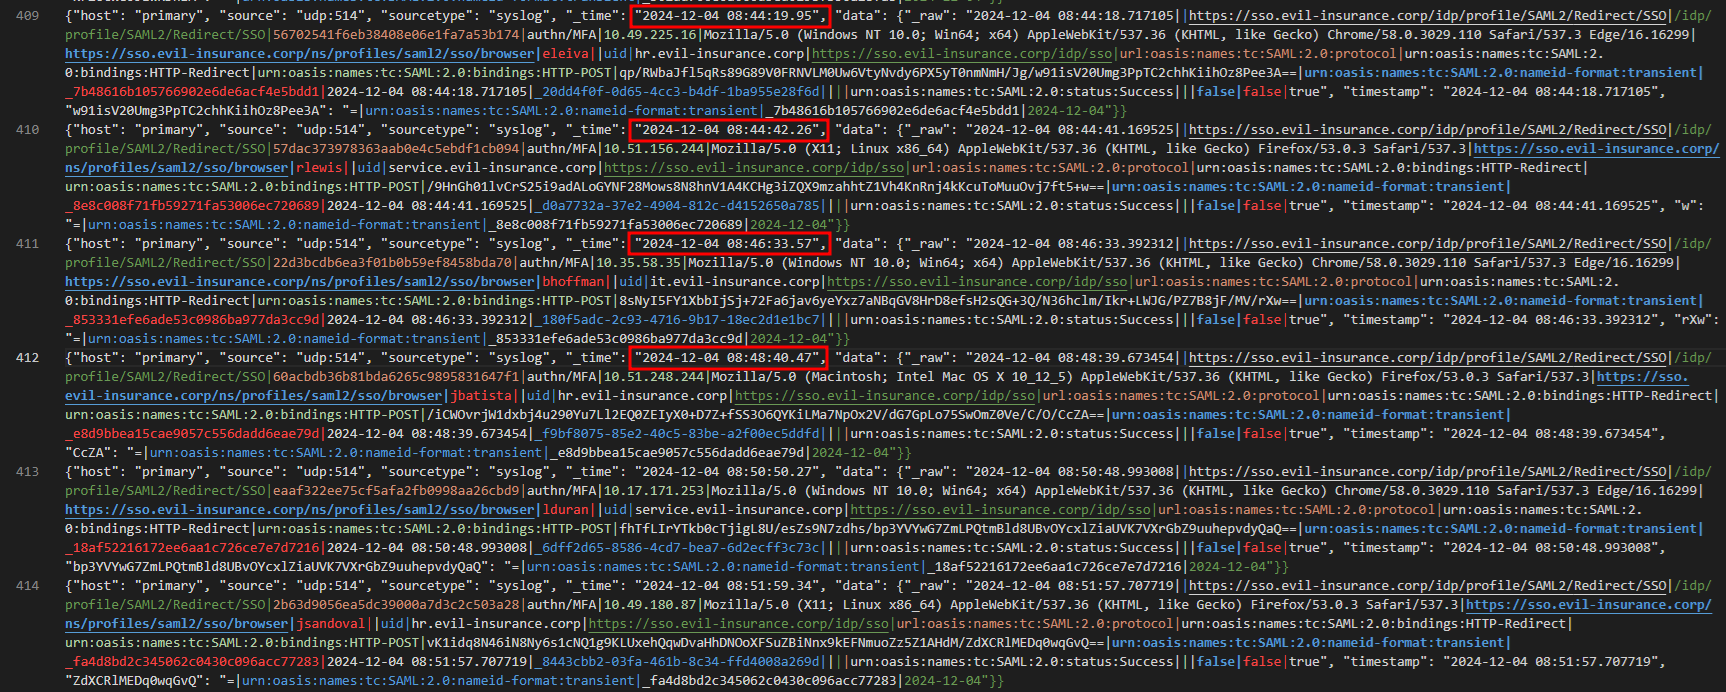 409 {"host": "primary", "source": "udp:514", "sourcetype": "syslog", "_time": "2024-12-04 08:44:19.95", "data": {"_raw": "2024-12-04 08:44:18.717105||https://sso.evil-insurance.corp/idp/profile/SAML2/Redirect/SSO|/idp/
profile/SAML2/Redirect/SSO|56702541f6eb38408e06e1fa7a53b174|authn/MFA|10.49.225.16|Mozilla/5.0 (Windows NT 10.0; Win64; x64) AppleWebKit/537.36 (KHTML, like Gecko) Chrome/58.0.3029.110 Safari/537.3 Edge/16.16299|
https://sso.evil-insurance.corp/ns/profiles/saml2/sso/browser|eleiva||uid|hr.evil-insurance.corp|https://sso.evil-insurance.corp/idp/sso|url:oasis:names:tc:SAML:2.0:protocol|urn:oasis:names:tc:SAML:2.
0:bindings:HTTP-Redirect|urn:oasis:names:tc:SAML:2.0:bindings:HTTP-POST|qp/RWbaJfl5qRs89G89V0FRNVLM0Uw6VtyNvdy6PX5yT0nmNmH/Jg/w91isV20Umg3PpTC2chhKiihOz8Pee3A==|urn:oasis:names:tc:SAML:2.0:nameid-format:transient|
_7b48616b105766902e6de6acf4e5bdd1|2024-12-04 08:44:18.717105|_20dd4f0f-0d65-4cc3-b4df-1ba955e28f6d||||urn:oasis:names:tc:SAML:2.0:status:Success|||false|false|true", "timestamp": "2024-12-04 08:44:18.717105",
"w91isV20Umg3PpTC2chhKiihOz8Pee3A": "=|urn:oasis:names:tc:SAML:2.0:nameid-format:transient|_7b48616b105766902e6de6acf4e5bdd1|2024-12-04"}}
410 {"host": "primary", "source": "udp:514", "sourcetype": "syslog", "_time": "2024-12-04 08:44:42.26", "data": {"_raw": "2024-12-04 08:44:41.169525||https://sso.evil-insurance.corp/idp/profile/SAML2/Redirect/SSO|/idp/
profile/SAML2/Redirect/SSO|57dac373978363aab0e4c5ebdf1cb094|authn/MFA|10.51.156.244|Mozilla/5.0 (X11; Linux x86_64) AppleWebKit/537.36 (KHTML, like Gecko) Firefox/53.0.3 Safari/537.3|https://sso.evil-insurance.corp/
ns/profiles/saml2/sso/browser|rlewis||uid|service.evil-insurance.corp|https://sso.evil-insurance.corp/idp/sso|url:oasis:names:tc:SAML:2.0:protocol|urn:oasis:names:tc:SAML:2.0:bindings:HTTP-Redirect|
urn:oasis:names:tc:SAML:2.0:bindings:HTTP-POST|/9HnGh01lvCrS25i9adALoGYNF28Mows8N8hnV1A4KCHg3iZQX9mzahhtZ1Vh4KnRnj4kKcuToMuuOvj7ft5+w==|urn:oasis:names:tc:SAML:2.0:nameid-format:transient|
_8e8c008f71fb59271fa53006ec720689|2024-12-04 08:44:41.169525|_d0a7732a-37e2-4904-812c-d4152650a785||||urn:oasis:names:tc:SAML:2.0:status:Success|||false|false|true", "timestamp": "2024-12-04 08:44:41.169525", "w":
"=|urn:oasis:names:tc:SAML:2.0:nameid-format:transient|_8e8c008f71fb59271fa53006ec720689|2024-12-04"}}
411 {"host": "primary", "source": "udp:514", "sourcetype": "syslog", "_time": "2024-12-04 08:46:33.57", "data": {"_raw": "2024-12-04 08:46:33.392312||https://sso.evil-insurance.corp/idp/profile/SAML2/Redirect/SSO|/idp/
profile/SAML2/Redirect/SSO|22d3bcdb6ea3f01b0b59ef8458bda70|authn/MFA|10.35.58.35|Mozilla/5.0 (Windows NT 10.0; Win64; x64) AppleWebKit/537.36 (KHTML, like Gecko) Chrome/58.0.3029.110 Safari/537.3 Edge/16.16299|
https://sso.evil-insurance.corp/ns/profiles/saml2/sso/browser|bhoffman||uid|it.evil-insurance.corp|https://sso.evil-insurance.corp/idp/sso|url:oasis:names:tc:SAML:2.0:protocol|urn:oasis:names:tc:SAML:2.
0:bindings:HTTP-Redirect|urn:oasis:names:tc:SAML:2.0:bindings:HTTP-POST|8sNyI5FY1XbbIjSj+72Fa6jav6yeYxz7aNBqGV8HrD8efsH2sQG+3Q/N36hclm/Ikr+LWJG/PZ7B8jF/MV/rXw==|urn:oasis:names:tc:SAML:2.0:nameid-format:transient|
_853331efe6ade53c0986ba977da3cc9d|2024-12-04 08:46:33.392312|_180f5adc-2c93-4716-9b17-18ec2d1e1bc7||||urn:oasis:names:tc:SAML:2.0:status:Success|||false|false|true", "timestamp": "2024-12-04 08:46:33.392312", "rXw":
"=|urn:oasis:names:tc:SAML:2.0:nameid-format:transient|_853331efe6ade53c0986ba977da3cc9d|2024-12-04"}}
412 {"host": "primary", "source": "udp:514", "sourcetype": "syslog", "_time": "2024-12-04 08:48:40.47", "data": {"_raw": "2024-12-04 08:48:39.673454||https://sso.evil-insurance.corp/idp/profile/SAML2/Redirect/SSO|/idp/
profile/SAML2/Redirect/SSO|60acbdb36b81bda6265c9895831647f1|authn/MFA|10.51.248.244|Mozilla/5.0 (Macintosh; Intel Mac OS X 10_12_5) AppleWebKit/537.36 (KHTML, like Gecko) Firefox/53.0.3 Safari/537.3|https://sso.
evil-insurance.corp/ns/profiles/saml2/sso/browser|jbatista||uid|hr.evil-insurance.corp|https://sso.evil-insurance.corp/idp/sso|url:oasis:names:tc:SAML:2.0:protocol|urn:oasis:names:tc:SAML:2.0:bindings:HTTP-Redirect|
urn:oasis:names:tc:SAML:2.0:bindings:HTTP-POST|/iCWOvrjW1dxbj4u290Yu7Ll2EQ0ZEIyX0+D7Z+fSS3O6QYKiLMa7NpOx2V/dG7GpLo75SwOmZ0Ve/C/O/CcZA==|urn:oasis:names:tc:SAML:2.0:nameid-format:transient|
_e8d9bbea15cae9057c556dadd6eae79d|2024-12-04 08:48:39.673454|_f9bf8075-85e2-40c5-83be-a2f00ec5ddfd||||urn:oasis:names:tc:SAML:2.0:status:Success|||false|false|true", "timestamp": "2024-12-04 08:48:39.673454",
"CcZA": "=|urn:oasis:names:tc:SAML:2.0:nameid-format:transient|_e8d9bbea15cae9057c556dadd6eae79d|2024-12-04"}}
413 {"host": "primary", "source": "udp:514", "sourcetype": "syslog", "_time": "2024-12-04 08:50:50.27", "data": {"_raw": "2024-12-04 08:50:48.993008||https://sso.evil-insurance.corp/idp/profile/SAML2/Redirect/SSO|/idp/
profile/SAML2/Redirect/SSO|eaaf322ee75cf5afa2fb0998aa26cbd9|authn/MFA|10.17.171.253|Mozilla/5.0 (Windows NT 10.0; Win64; x64) AppleWebKit/537.36 (KHTML, like Gecko) Chrome/58.0.3029.110 Safari/537.3 Edge/16.16299|
https://sso.evil-insurance.corp/ns/profiles/saml2/sso/browser|lduran||uid|service.evil-insurance.corp|https://sso.evil-insurance.corp/idp/sso|url:oasis:names:tc:SAML:2.0:protocol|urn:oasis:names:tc:SAML:2.
0:bindings:HTTP-Redirect|urn:oasis:names:tc:SAML:2.0:bindings:HTTP-POST|fhTfLIrYTkb0cTjigL8U/esZs9N7zdhs/bp3YVYwG7ZmLPQtmBld8UBvOYcxlZiaUVK7VXrGbZ9uuhepvdyQaQ==|urn:oasis:names:tc:SAML:2.0:nameid-format:transient|
_18af52216172ee6aa1c726ce7e7d7216|2024-12-04 08:50:48.993008|_6dff2d65-8586-4cd7-bea7-6d2ecff3c73c||||urn:oasis:names:tc:SAML:2.0:status:Success|||false|false|true", "timestamp": "2024-12-04 08:50:48.993008",
"bp3YVYwG7ZmLPQtmBld8UBvOYcxlZiaUVK7VXrGbZ9uuhepvdyQaQ": "=|urn:oasis:names:tc:SAML:2.0:nameid-format:transient|_18af52216172ee6aa1c726ce7e7d7216|2024-12-04"}}
414 {"host": "primary", "source": "udp:514", "sourcetype": "syslog", "_time": "2024-12-04 08:51:59.34", "data": {"_raw": "2024-12-04 08:51:57.707719||https://sso.evil-insurance.corp/idp/profile/SAML2/Redirect/SSO|/idp/
profile/SAML2/Redirect/SSO|2b63d9056ea5dc39000a7d3c2c503a28|authn/MFA|10.49.180.87|Mozilla/5.0 (X11; Linux x86_64) AppleWebKit/537.36 (KHTML, like Gecko) Firefox/53.0.3 Safari/537.3|https://sso.evil-insurance.corp/
ns/profiles/saml2/sso/browser|jsandoval||uid|hr.evil-insurance.corp|https://sso.evil-insurance.corp/idp/sso|url:oasis:names:tc:SAML:2.0:protocol|urn:oasis:names:tc:SAML:2.0:bindings:HTTP-Redirect|
urn:oasis:names:tc:SAML:2.0:bindings:HTTP-POST|vK1idq8N46iN8Ny6s1cNQ1g9KLUxehQqwDvaHhDNOoXFSuZBiNnx9kEFNmuoZz5Z1AHdM/ZdXCRlMEDq0wqGvQ==|urn:oasis:names:tc:SAML:2.0:nameid-format:transient|
_fa4d8bd2c345062c0430c096acc77283|2024-12-04 08:51:57.707719|_8443cbb2-03fa-461b-8c34-ffd4008a269d||||urn:oasis:names:tc:SAML:2.0:status:Success|||false|false|true", "timestamp": "2024-12-04 08:51:57.707719",
"ZdXCRlMEDq0wqGvQ": "=|urn:oasis:names:tc:SAML:2.0:nameid-format:transient|_fa4d8bd2c345062c0430c096acc77283|2024-12-04"}}